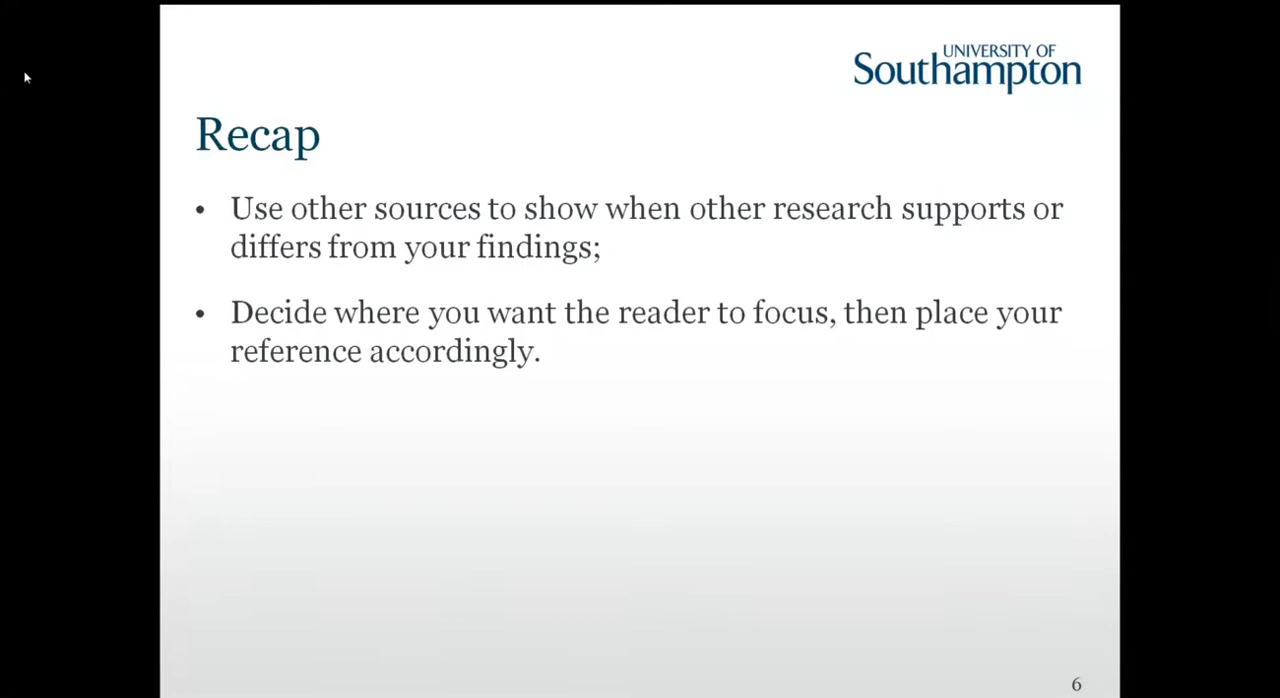 UNIVERSITY OF
Southampton
Recap
• Use other sources to show when other research supports or
differs from your findings;
• Decide where you want the reader to focus, then place your
reference accordingly.
6